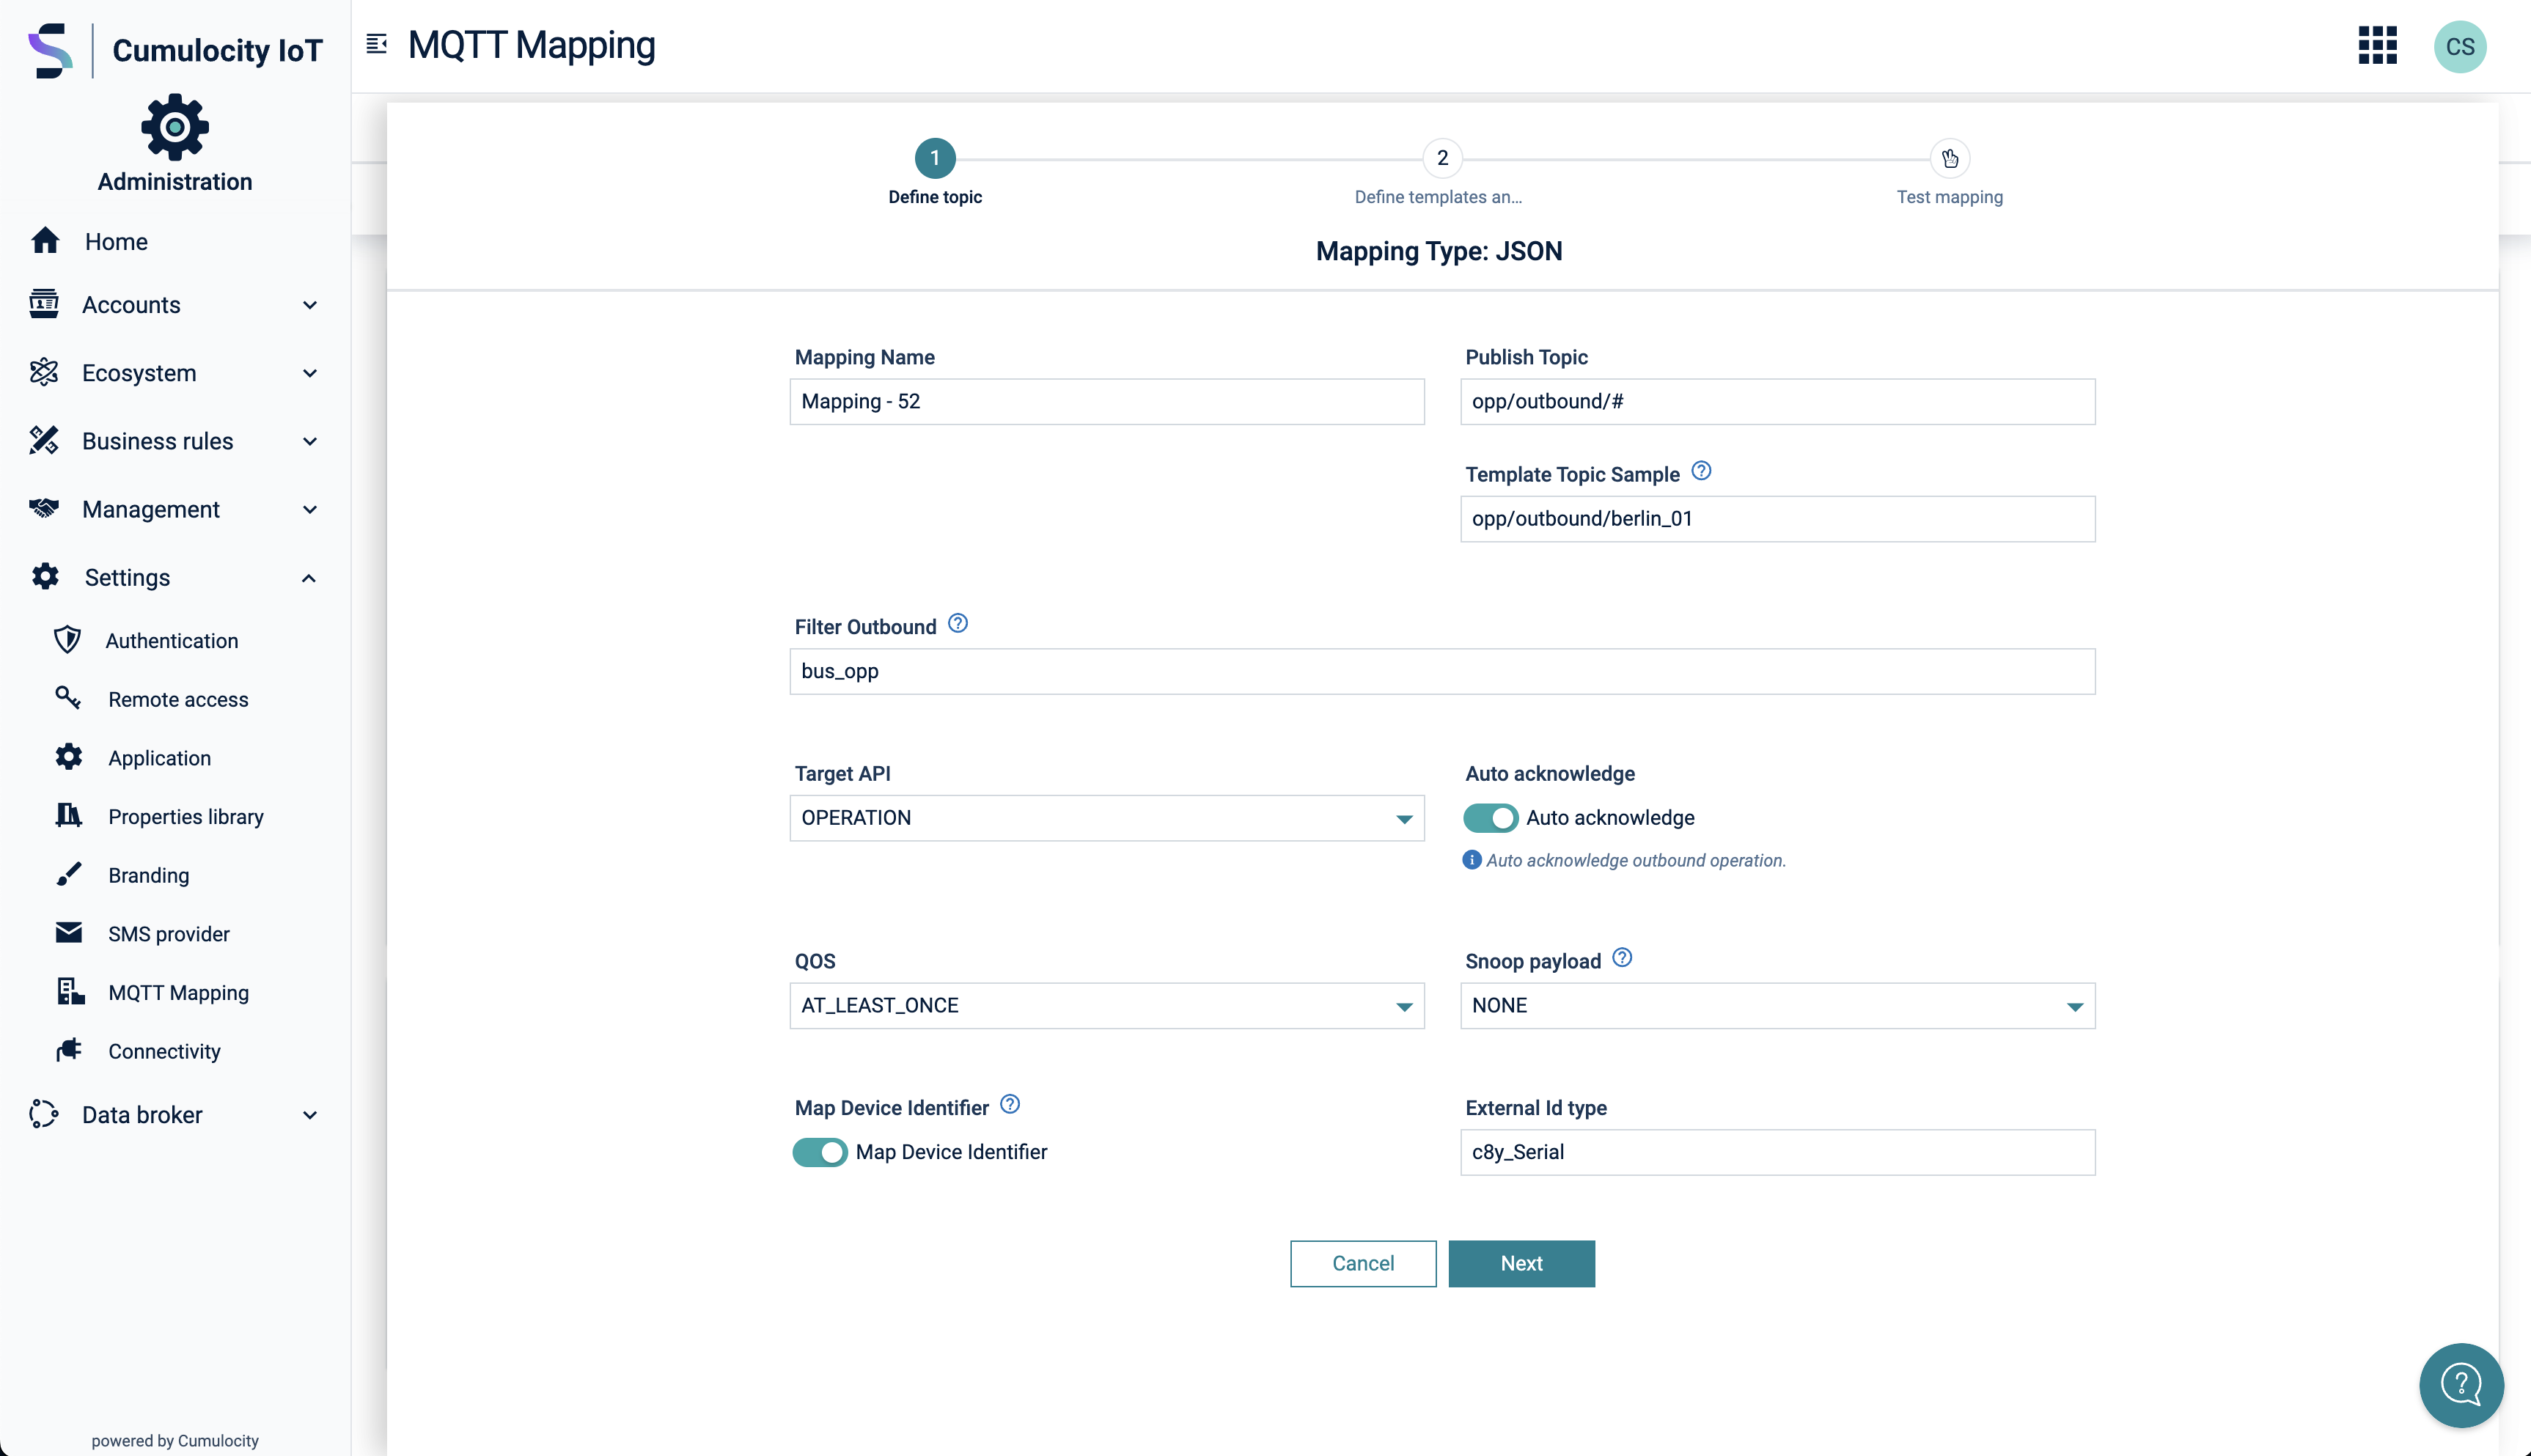 Cumulocity IoT
MQTT Mapping
CS
Administration
Home
Accounts
Ecosystem
Business rules
Management
Settings
Authentication
Remote access
Application
Properties library
Branding
SMS provider
MQTT Mapping
Connectivity
Data broker
powered by Cumulocity
1
2
Define topic
Define templates an...
Test mapping
Mapping Type: JSON
Mapping Name
Publish Topic
Mapping - 52
opp/outbound/#
Template Topic Sample
opp/outbound/berlin_01
Filter Outbound
bus_opp
Target API
Auto acknowledge
OPERATION
Auto acknowledge
Auto acknowledge outbound operation.
QOS
Snoop payload
AT_LEAST_ONCE
NONE
Map Device Identifier
External Id type
Map Device Identifier
c8y_Serial
Cancel
Next